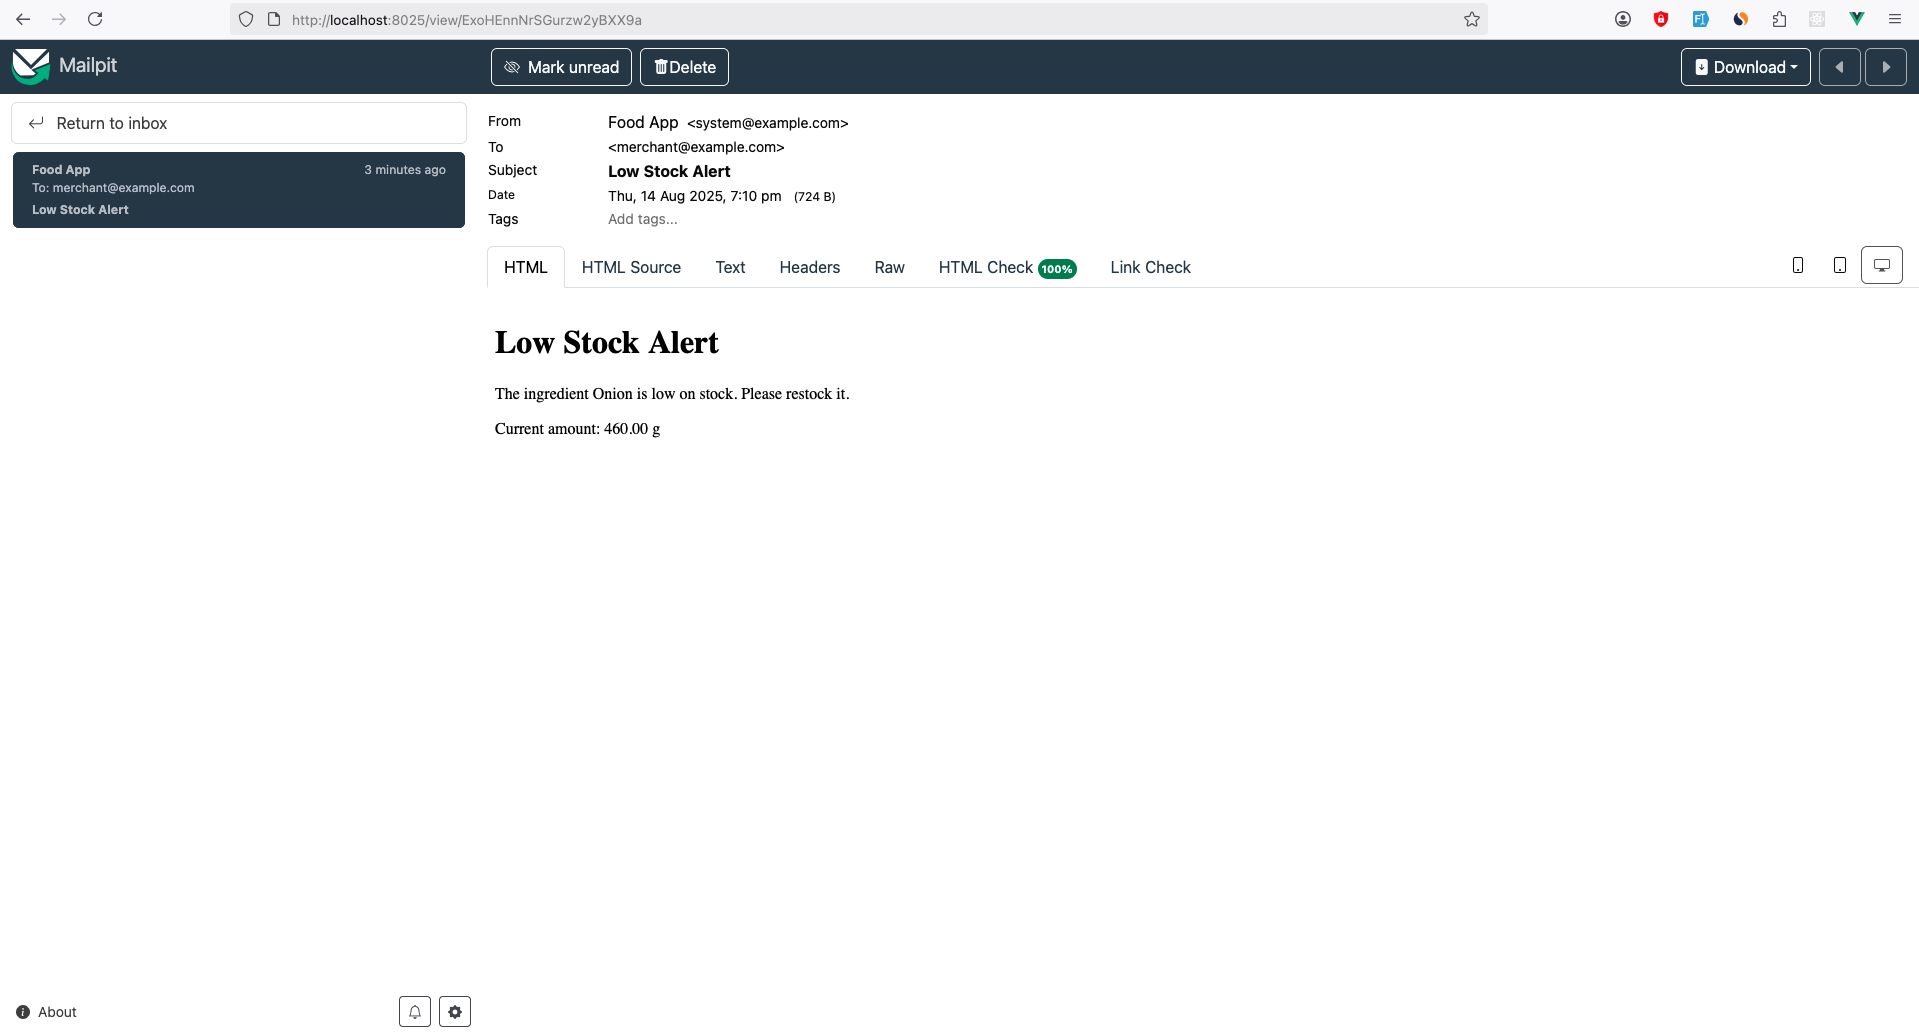 http://localhost:8025/view/ExoHEnnNrSGurzw2yBXX9a
Mailpit
Mark unread
Delete
Download
Return to inbox
Food App 3 minutes ago
To: merchant@example.com
Low Stock Alert
From Food App <system@example.com>
To <merchant@example.com>
Subject Low Stock Alert
Date Thu, 14 Aug 2025, 7:10 pm (724 B)
Tags Add tags...
HTML HTML Source Text Headers Raw HTML Check 100% Link Check
Low Stock Alert
The ingredient Onion is low on stock. Please restock it.
Current amount: 460.00 g
About